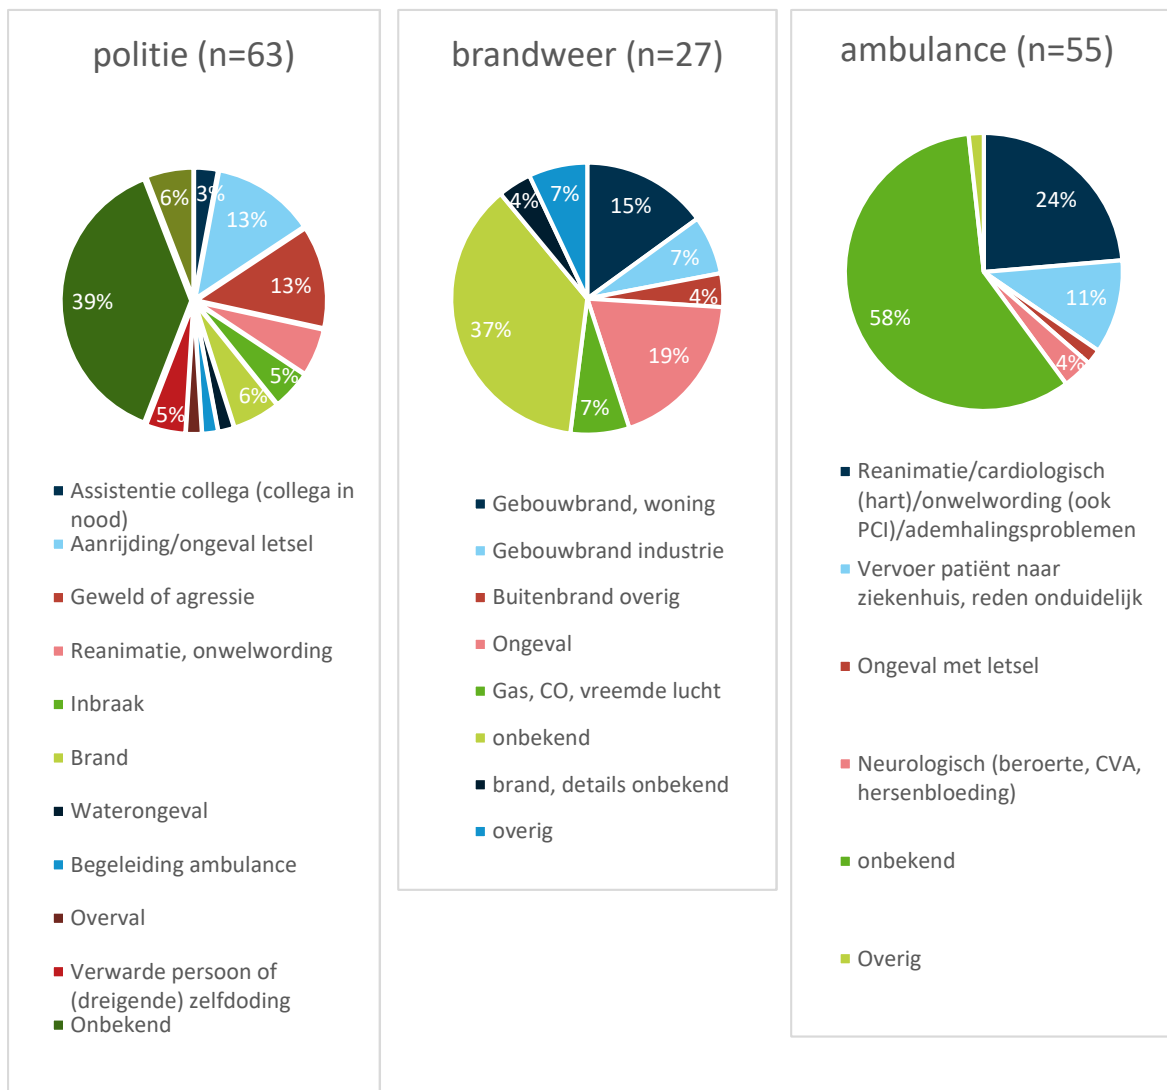 politie (n=63)
3%
13%
13%
5%
6%
5%
39%
6%
Assistentie collega (collega in
nood)
Aanrijding/ongeval letsel
Geweld of agressie
Reanimatie, onwelwording
Inbraak
Brand
Waterongeval
Begeleiding ambulance
Overval
Verwarde persoon of
(dreigende) zelfdoding
Onbekend
brandweer (n=27)
15%
7%
4%
19%
7%
37%
4%
7%
Gebouwbrand, woning
Gebouwbrand industrie
Buitenbrand overig
Ongeval
Gas, CO, vreemde lucht
onbekend
brand, details onbekend
overig
ambulance (n=55)
24%
11%
4%
58%
Reanimatie/cardiologisch
(hart)/onwelwording (ook
PCI)/ademhalingsproblemen
Vervoer patiënt naar
ziekenhuis, reden onduidelijk
Ongeval met letsel
Neurologisch (beroerte, CVA,
hersenbloeding)
onbekend
Overig